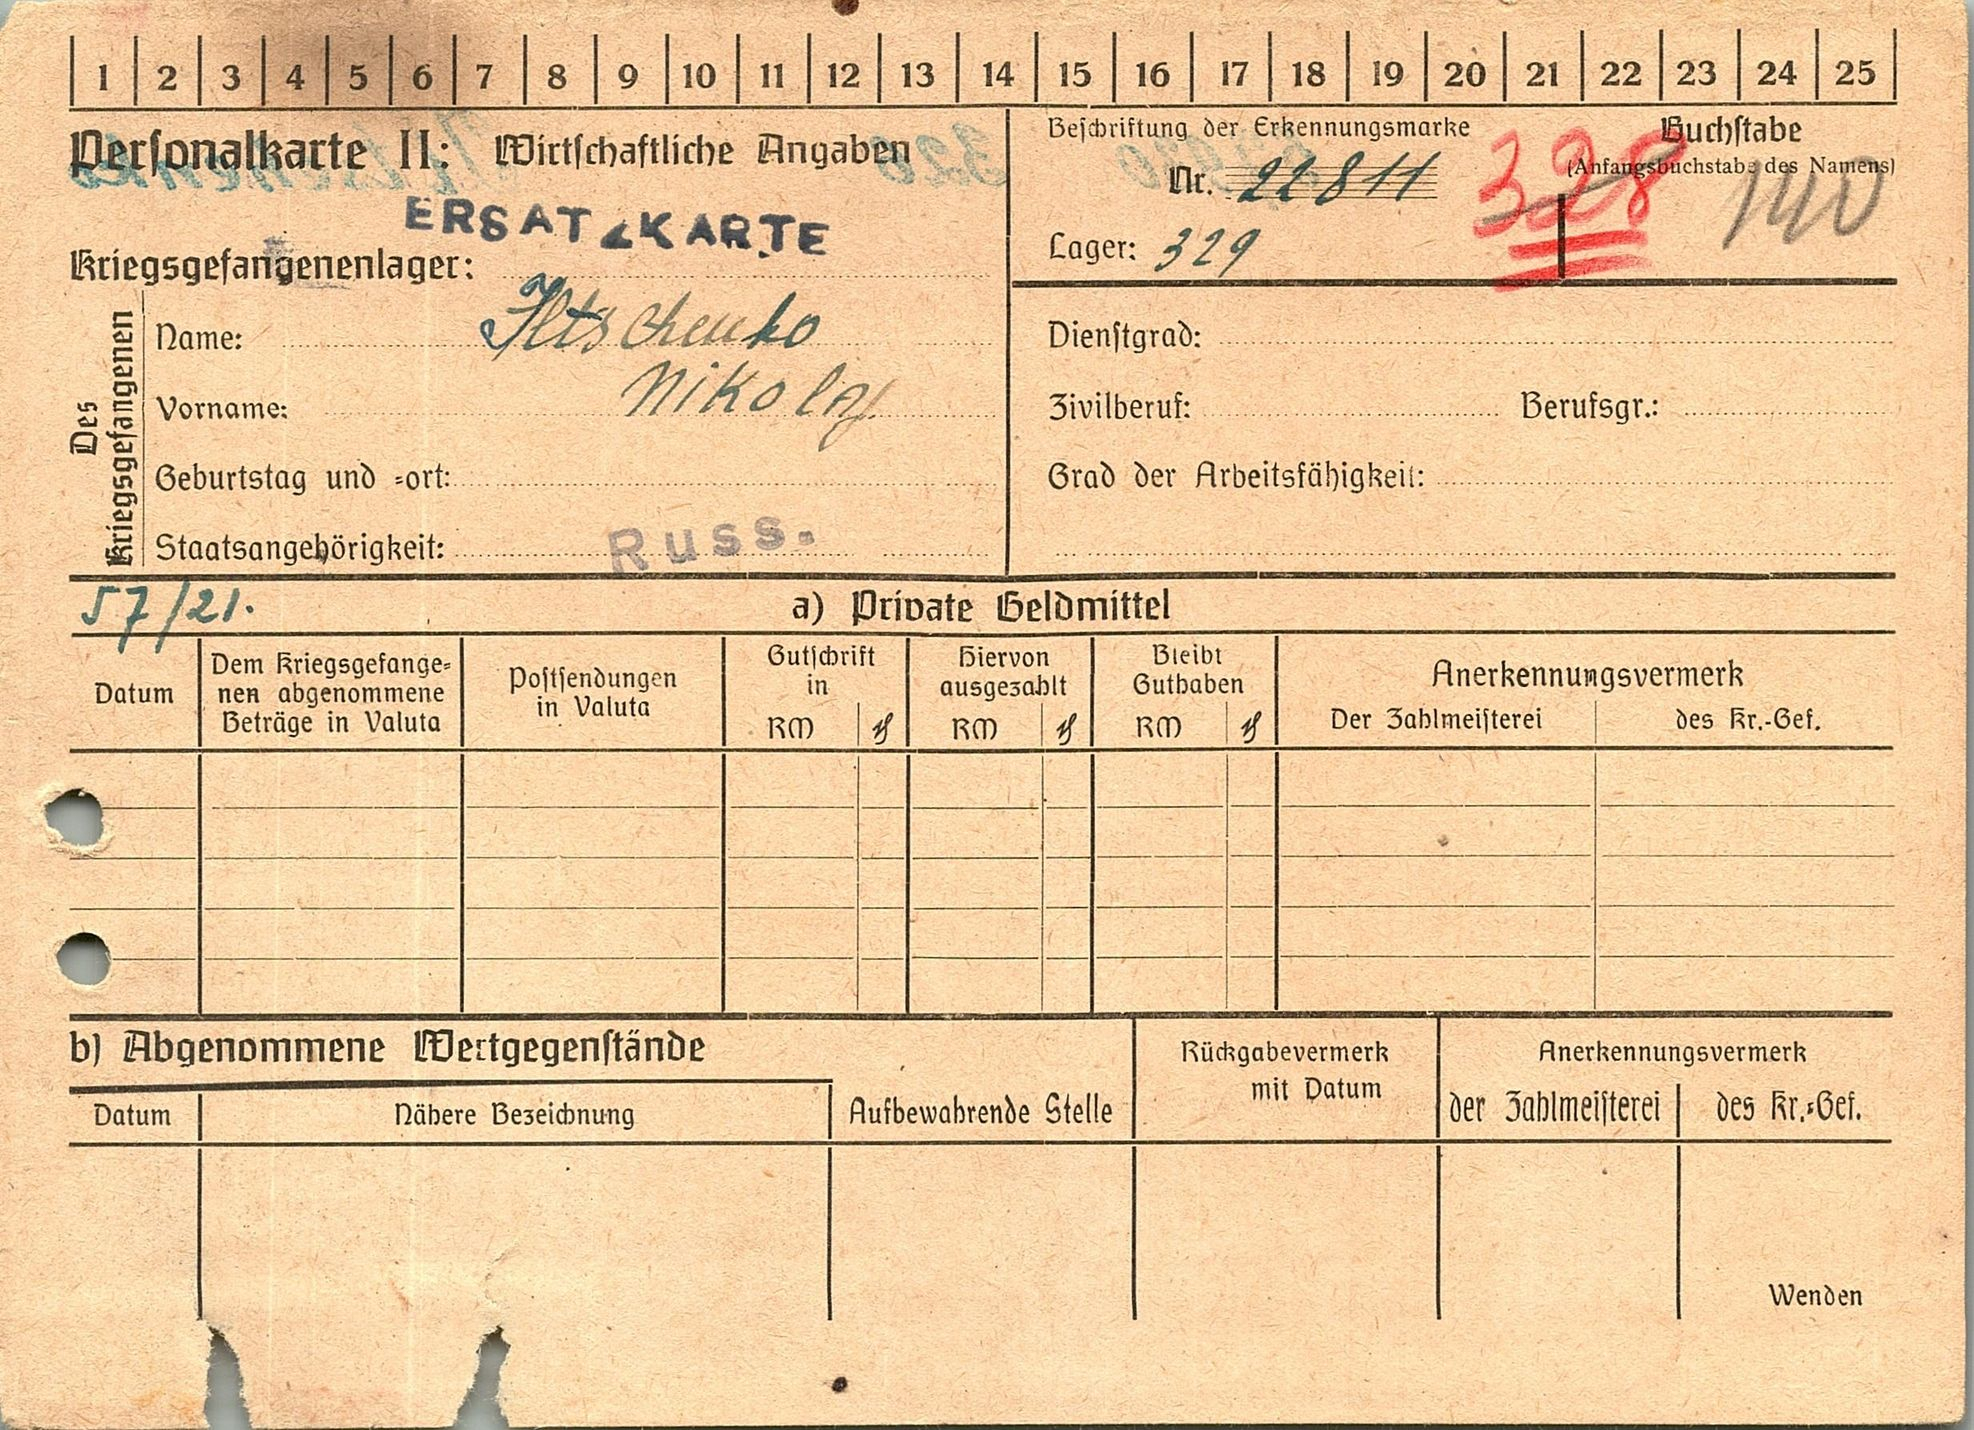 1 2 3 4 5 6 7 8 9 10 11 12 13 14 15 16 17 18 19 20 21 22 23 24 25
Personalkarte II: Wirtschaftliche Angaben
Beschriftung der Erkennungsmarke
Nr. 22811
328
Buchstabe
(Anfangsbuchstabe des Namens)
140
ERSATZKARTE
Kriegsgefangenenlager:
Lager: 329
Des Kriegsgefangenen
Name: Iltschenko
Vorname: Nikolay
Geburtstag und =ort:
Staatsangehörigkeit: Russ.
Dienstgrad:
Zivilberuf: Berufsgr.:
Grad der Arbeitsfähigkeit:
57/21.
a) Private Geldmittel
Datum
Dem Kriegsgefange=
nen abgenommene
Beträge in Valuta
Postsendungen
in Valuta
Gutschrift
in
RM ₰
Hiervon
ausgezahlt
RM ₰
Bleibt
Guthaben
RM ₰
Anerkennungsvermerk
Der Zahlmeisterei des Kr.-Gef.
b) Abgenommene Wertgegenstände
Datum Nähere Bezeichnung Aufbewahrende Stelle
Rückgabevermerk
mit Datum
Anerkennungsvermerk
der Zahlmeisterei des Kr.=Gef.
Wenden